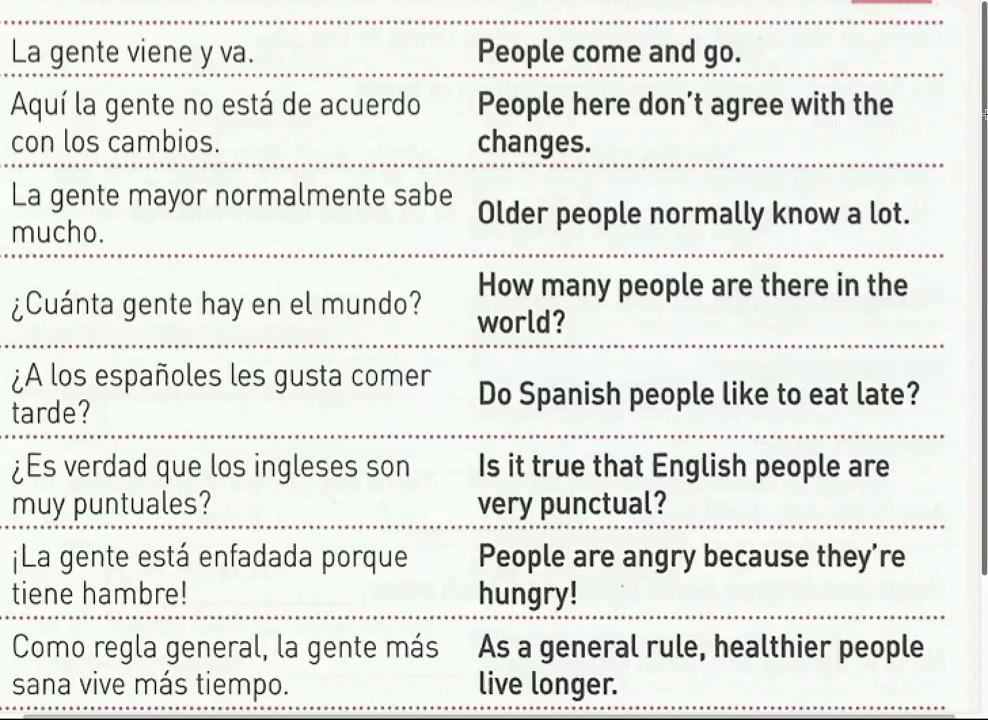 La gente viene y va.
People come and go.
Aquí la gente no está de acuerdo
con los cambios.
People here don't agree with the
changes.
La gente mayor normalmente sabe
mucho.
Older people normally know a lot.
¿Cuánta gente hay en el mundo?
How many people are there in the
world?
¿A los españoles les gusta comer
tarde?
Do Spanish people like to eat late?
¿Es verdad que los ingleses son
muy puntuales?
Is it true that English people are
very punctual?
¡La gente está enfadada porque
tiene hambre!
People are angry because they're
hungry!
Como regla general, la gente más
sana vive más tiempo.
As a general rule, healthier people
live longer.